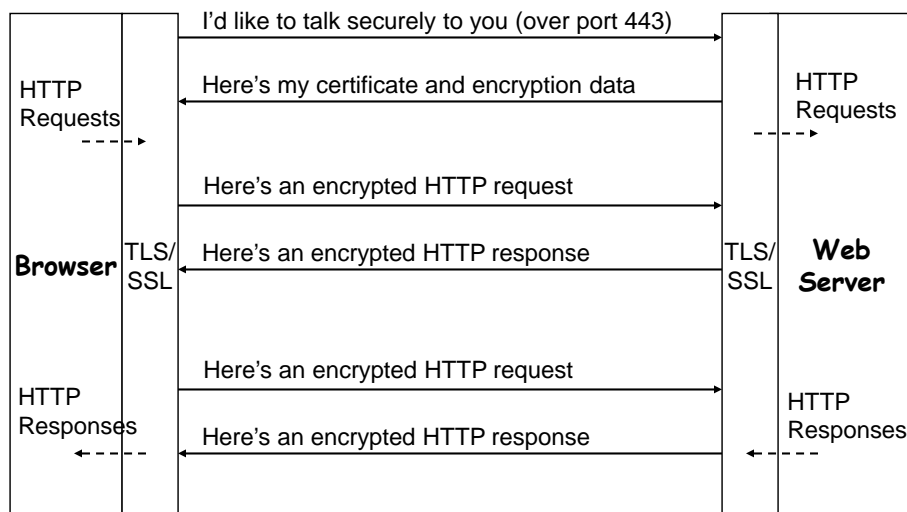 I'd like to talk securely to you (over port 443)
Here's my certificate and encryption data
HTTP
Requests
HTTP
Requests
Here's an encrypted HTTP request
Browser
TLS/
SSL
Here's an encrypted HTTP response
TLS/
SSL
Web
Server
Here's an encrypted HTTP request
HTTP
Responses
Here's an encrypted HTTP response
HTTP
Responses